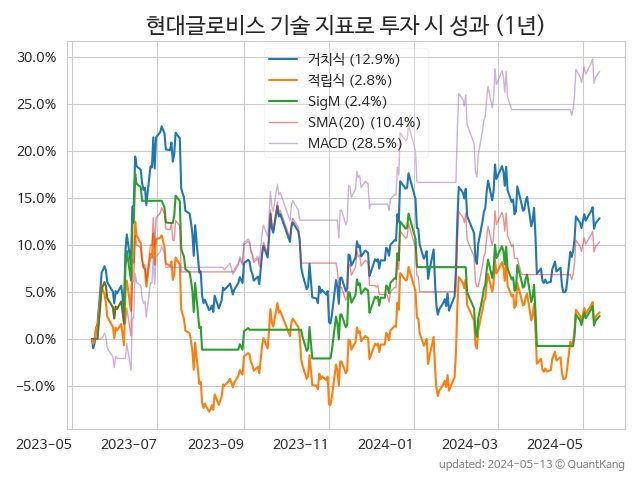 현대글로비스 기술 지표로 투자 시 성과 (1년)
거치식 (12.9%)
적립식 (2.8%)
SigM (2.4%)
SMA(20) (10.4%)
MACD (28.5%)
30.0%
25.0%
20.0%
15.0%
10.0%
5.0%
0.0%
−5.0%
2023-05 2023-07 2023-09 2023-11 2024-01 2024-03 2024-05
updated: 2024-05-13 ⓒ QuantKang